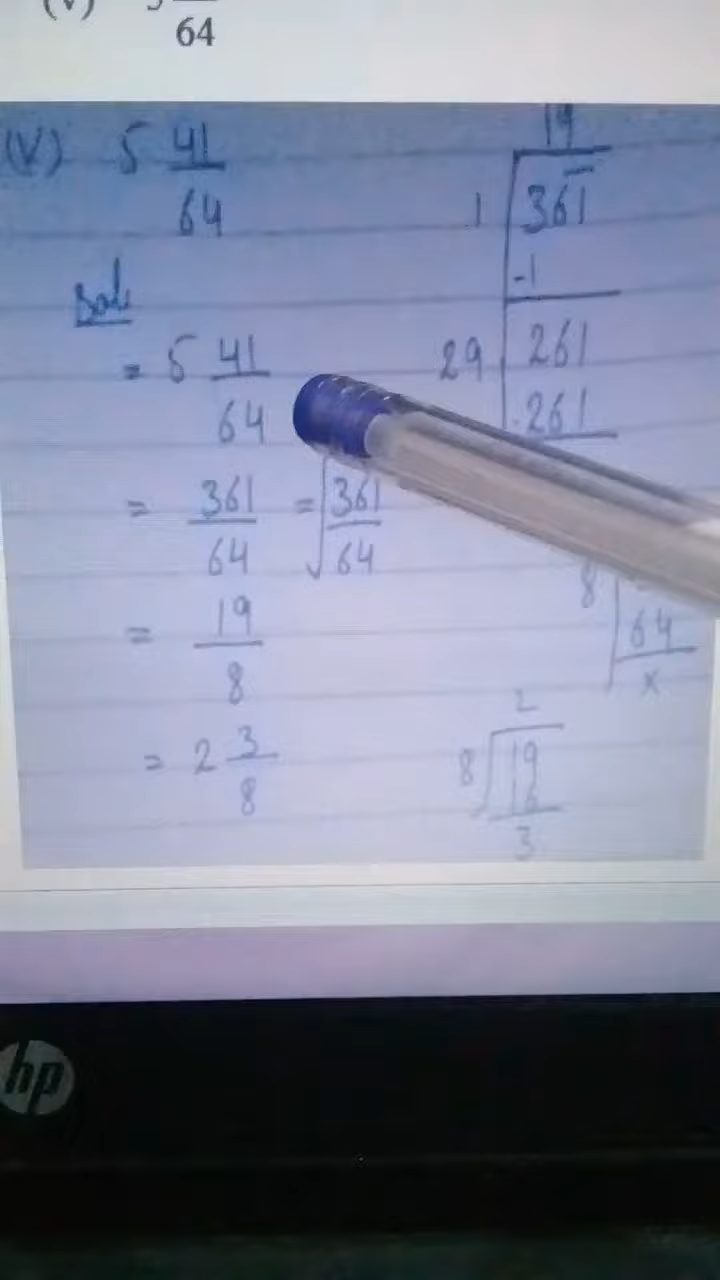 (V) 5
64
(V) 5 41/64
Sol:
= 5 41/64
= 361/64 = √361/64
= 19/8
= 2 3/8
19
1 361
-1
29 261
-261
8
64
x
2
8 19
16
3
hp